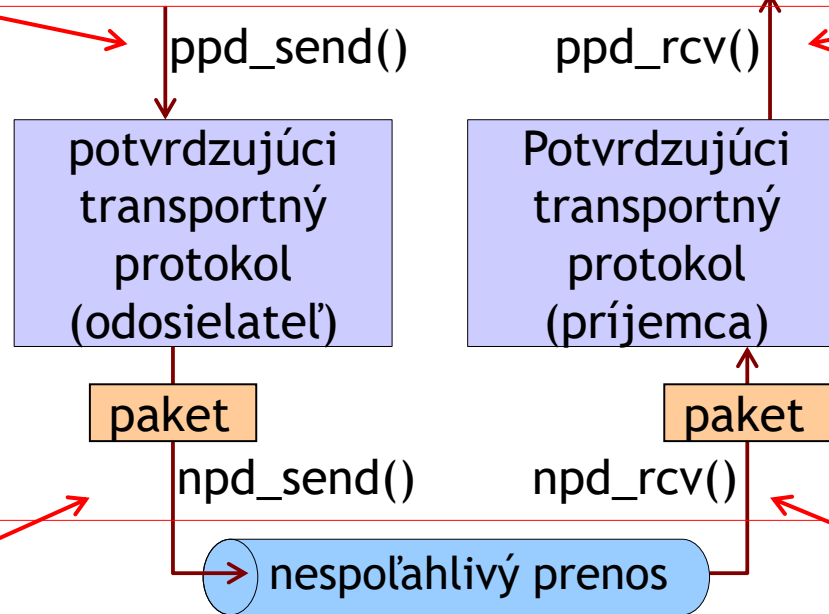 ppd_send()
ppd_rcv()
potvrdzujúci
transportný
protokol
(odosielateľ)
Potvrdzujúci
transportný
protokol
(príjemca)
paket
paket
npd_send()
npd_rcv()
nespoľahlivý prenos